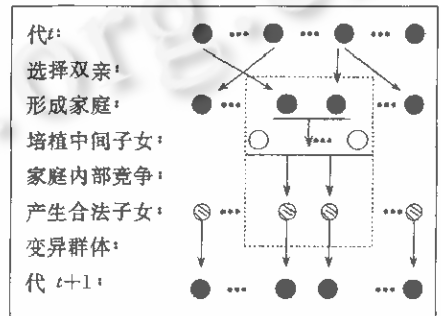 代t:
选择双亲:
形成家庭:
培植中间子女:
家庭内部竞争:
产生合法子女:
变异群体:
代 t+1: